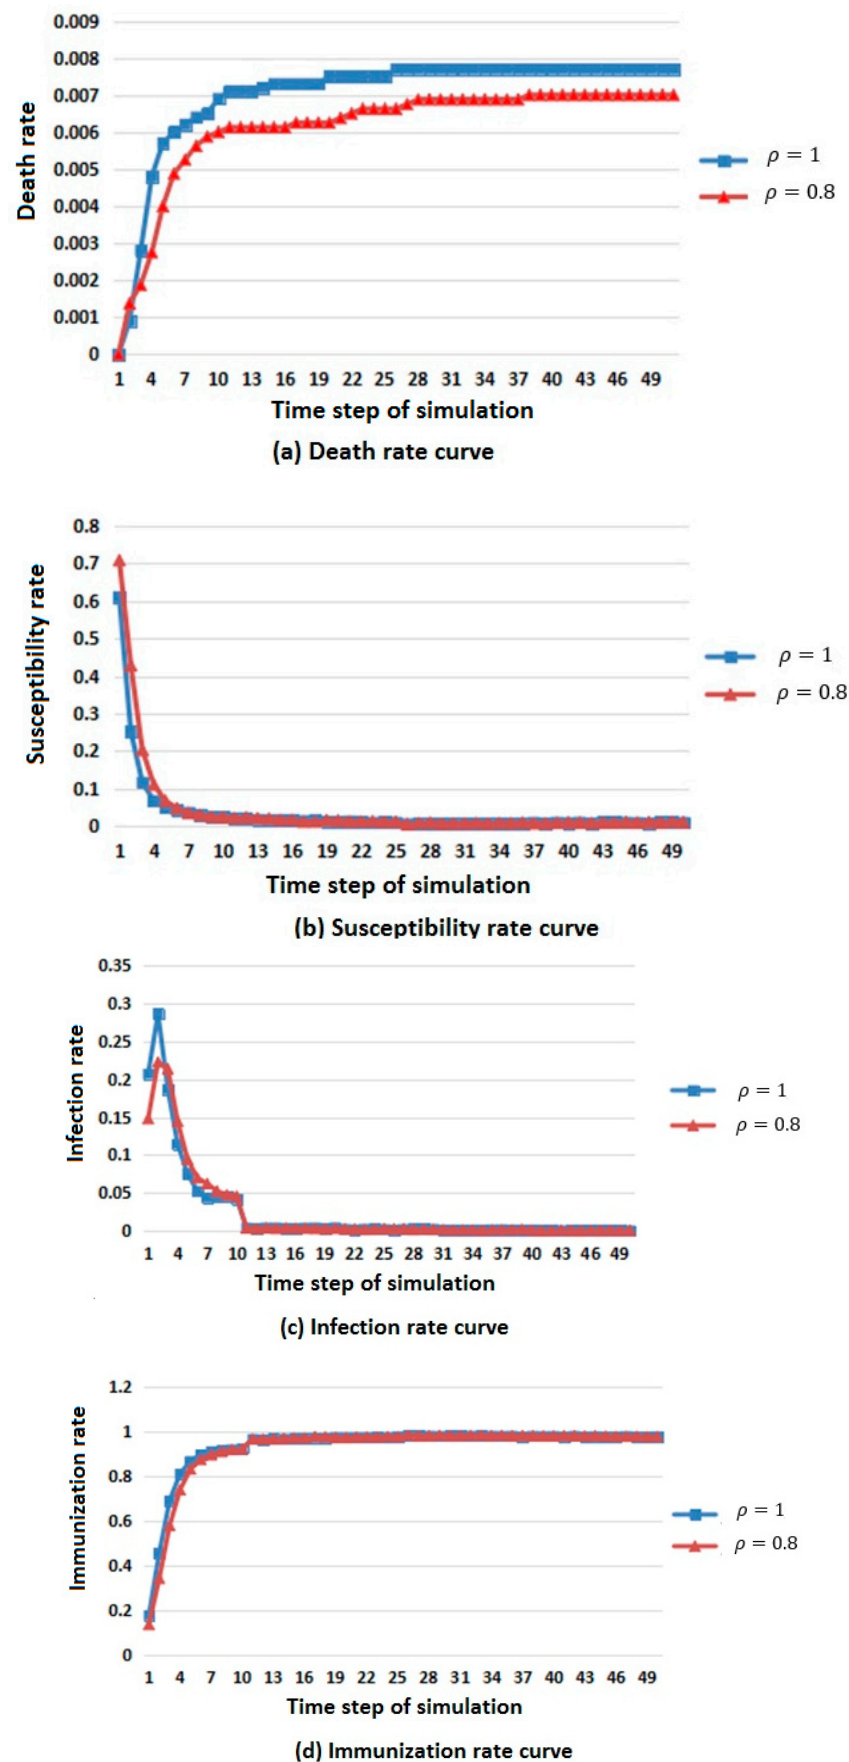 0.009
0.008
0.007
0.006
0.005
0.004
0.003
0.002
0.001
0
Death rate
1 4 7 10 13 16 19 22 25 28 31 34 37 40 43 46 49
Time step of simulation
ρ = 1
ρ = 0.8
(a) Death rate curve
0.8
0.7
0.6
0.5
0.4
0.3
0.2
0.1
0
Susceptibility rate
1 4 7 10 13 16 19 22 25 28 31 34 37 40 43 46 49
Time step of simulation
ρ = 1
ρ = 0.8
(b) Susceptibility rate curve
0.35
0.3
0.25
0.2
0.15
0.1
0.05
0
Infection rate
1 4 7 10 13 16 19 22 25 28 31 34 37 40 43 46 49
Time step of simulation
ρ = 1
ρ = 0.8
(c) Infection rate curve
1.2
1
0.8
0.6
0.4
0.2
0
Immunization rate
1 4 7 10 13 16 19 22 25 28 31 34 37 40 43 46 49
Time step of simulation
ρ = 1
ρ = 0.8
(d) Immunization rate curve